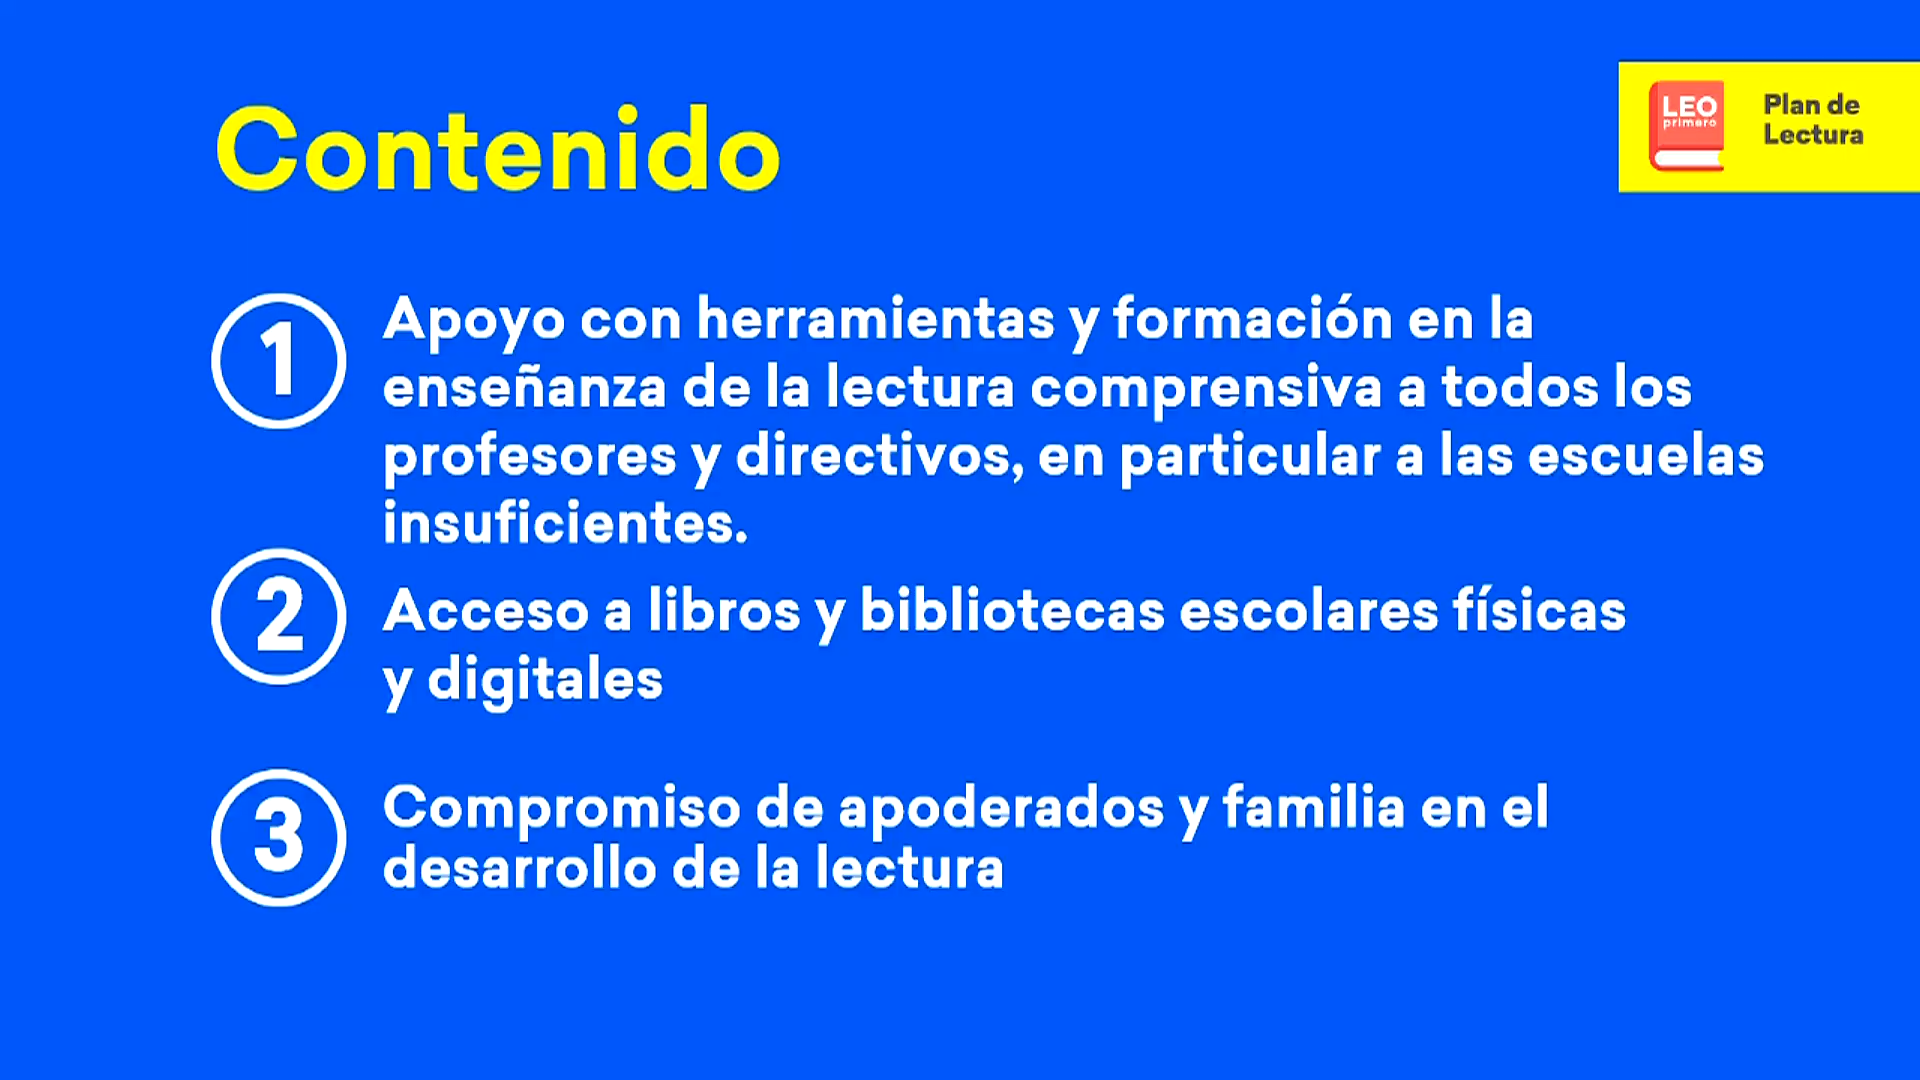 Contenido
LEO
primero
Plan de
Lectura
1
Apoyo con herramientas y formación en la
enseñanza de la lectura comprensiva a todos los
profesores y directivos, en particular a las escuelas
insuficientes.
2
Acceso a libros y bibliotecas escolares físicas
y digitales
3
Compromiso de apoderados y familia en el
desarrollo de la lectura